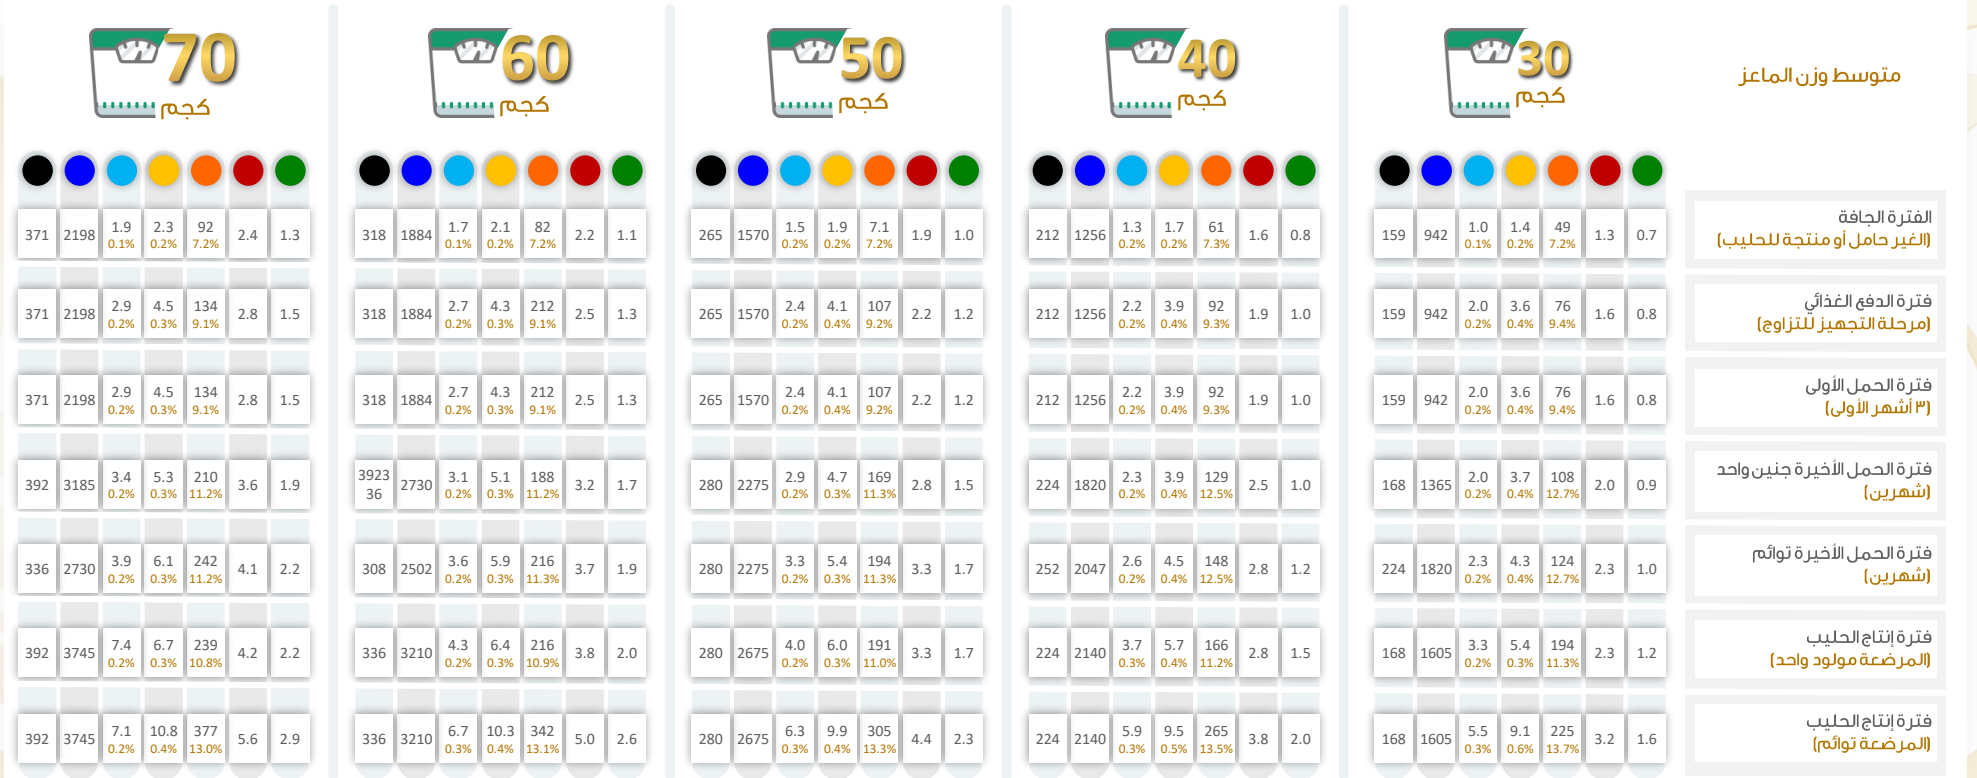 متوسط وزن الماعز
30 كجم
40 كجم
50 كجم
60 كجم
70 كجم
الفترة الجافة
(الغير حامل أو منتجة للحليب)
0.7 1.3 49 7.2% 1.4 0.2% 1.0 0.1% 942 159
0.8 1.6 61 7.3% 1.7 0.2% 1.3 0.2% 1256 212
1.0 1.9 7.1 7.2% 1.9 0.2% 1.5 0.2% 1570 265
1.1 2.2 82 7.2% 2.1 0.2% 1.7 0.1% 1884 318
1.3 2.4 92 7.2% 2.3 0.2% 1.9 0.1% 2198 371
فترة الدفع الغذائي
(مرحلة التجهيز للتزاوج)
0.8 1.6 76 9.4% 3.6 0.4% 2.0 0.2% 942 159
1.0 1.9 92 9.3% 3.9 0.4% 2.2 0.2% 1256 212
1.2 2.2 107 9.2% 4.1 0.4% 2.4 0.2% 1570 265
1.3 2.5 212 9.1% 4.3 0.3% 2.7 0.2% 1884 318
1.5 2.8 134 9.1% 4.5 0.3% 2.9 0.2% 2198 371
فترة الحمل الأولى
(٣ أشهر الأولى)
0.8 1.6 76 9.4% 3.6 0.4% 2.0 0.2% 942 159
1.0 1.9 92 9.3% 3.9 0.4% 2.2 0.2% 1256 212
1.2 2.2 107 9.2% 4.1 0.4% 2.4 0.2% 1570 265
1.3 2.5 212 9.1% 4.3 0.3% 2.7 0.2% 1884 318
1.5 2.8 134 9.1% 4.5 0.3% 2.9 0.2% 2198 371
فترة الحمل الأخيرة جنين واحد
(شهرين)
0.9 2.0 108 12.7% 3.7 0.4% 2.0 0.2% 1365 168
1.0 2.5 129 12.5% 3.9 0.4% 2.3 0.2% 1820 224
1.5 2.8 169 11.3% 4.7 0.3% 2.9 0.2% 2275 280
1.7 3.2 188 11.2% 5.1 0.3% 3.1 0.2% 2730 3923 36
1.9 3.6 210 11.2% 5.3 0.3% 3.4 0.2% 3185 392
فترة الحمل الأخيرة توائم
(شهرين)
1.0 2.3 124 12.7% 4.3 0.4% 2.3 0.2% 1820 224
1.2 2.8 148 12.5% 4.5 0.4% 2.6 0.2% 2047 252
1.7 3.3 194 11.3% 5.4 0.3% 3.3 0.2% 2275 280
1.9 3.7 216 11.3% 5.9 0.3% 3.6 0.2% 2502 308
2.2 4.1 242 11.2% 6.1 0.3% 3.9 0.2% 2730 336
فترة إنتاج الحليب
(المرضعة مولود واحد)
1.2 2.3 194 11.3% 5.4 0.3% 3.3 0.2% 1605 168
1.5 2.8 166 11.2% 5.7 0.4% 3.7 0.3% 2140 224
1.7 3.3 191 11.0% 6.0 0.3% 4.0 0.2% 2675 280
2.0 3.8 216 10.9% 6.4 0.3% 4.3 0.2% 3210 336
2.2 4.2 239 10.8% 6.7 0.3% 7.4 0.2% 3745 392
فترة إنتاج الحليب
(المرضعة توائم)
1.6 3.2 225 13.7% 9.1 0.6% 5.5 0.3% 1605 168
2.0 3.8 265 13.5% 9.5 0.5% 5.9 0.3% 2140 224
2.3 4.4 305 13.3% 9.9 0.4% 6.3 0.3% 2675 280
2.6 5.0 342 13.1% 10.3 0.4% 6.7 0.3% 3210 336
2.9 5.6 377 13.0% 10.8 0.4% 7.1 0.2% 3745 392